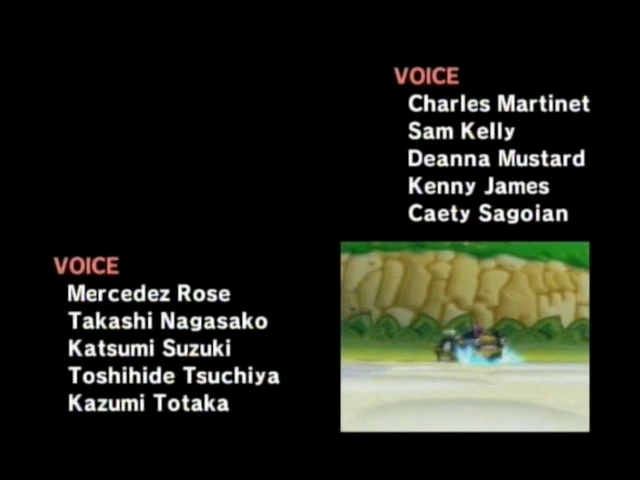 VOICE
Charles Martinet
Sam Kelly
Deanna Mustard
Kenny James
Caety Sagoian
VOICE
Mercedez Rose
Takashi Nagasako
Katsumi Suzuki
Toshihide Tsuchiya
Kazumi Totaka